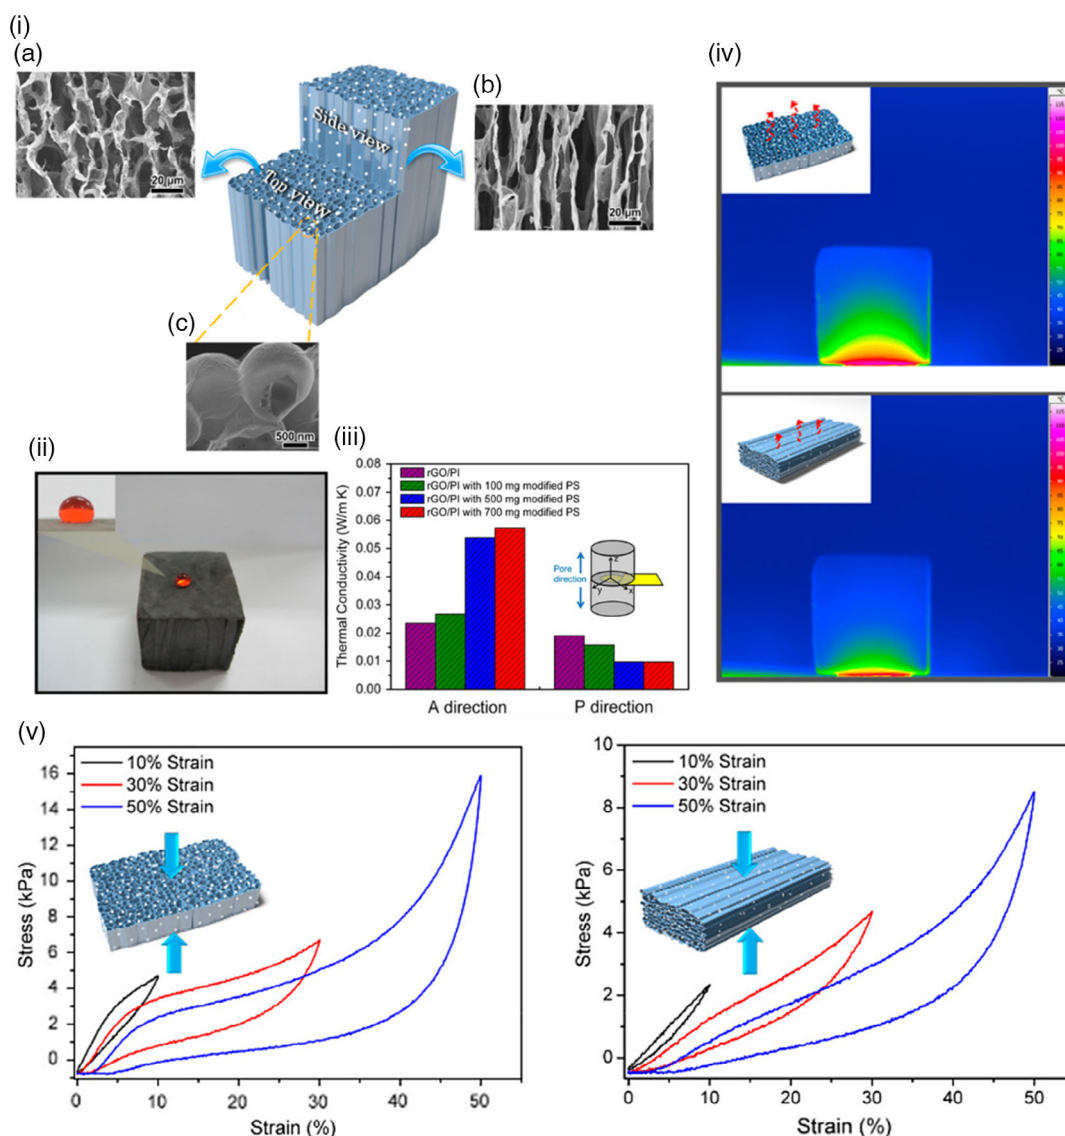 (i)
(a)
20 µm
Side view
Top view
(b)
20 µm
(c)
500 nm
(ii)
(iii)
0.08
0.07
0.06
0.05
0.04
0.03
0.02
0.01
0.00
Thermal Conductivity (W/m K)
rGO/PI
rGO/PI with 100 mg modified PS
rGO/PI with 500 mg modified PS
rGO/PI with 700 mg modified PS
Pore
direction
z
y
x
A direction
P direction
(iv)
°C
°C
(v)
16
14
12
10
8
6
4
2
0
Stress (kPa)
10% Strain
30% Strain
50% Strain
0
10
20
30
40
50
Strain (%)
10
8
6
4
2
0
Stress (kPa)
10% Strain
30% Strain
50% Strain
0
10
20
30
40
50
Strain (%)